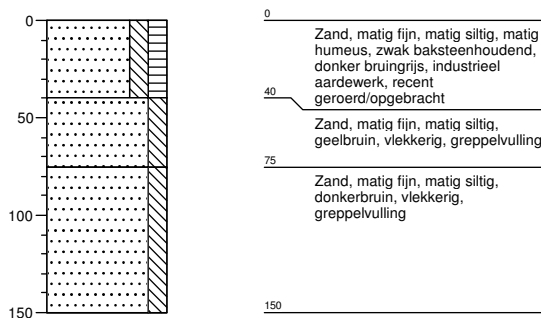 0
50
100
150
0
Zand, matig fijn, matig siltig, matig
humeus, zwak baksteenhoudend,
donker bruingrijs, industrieel
aardewerk, recent
geroerd/opgebracht
40
Zand, matig fijn, matig siltig,
geelbruin, vlekkerig, greppelvulling
75
Zand, matig fijn, matig siltig,
donkerbruin, vlekkerig,
greppelvulling
150